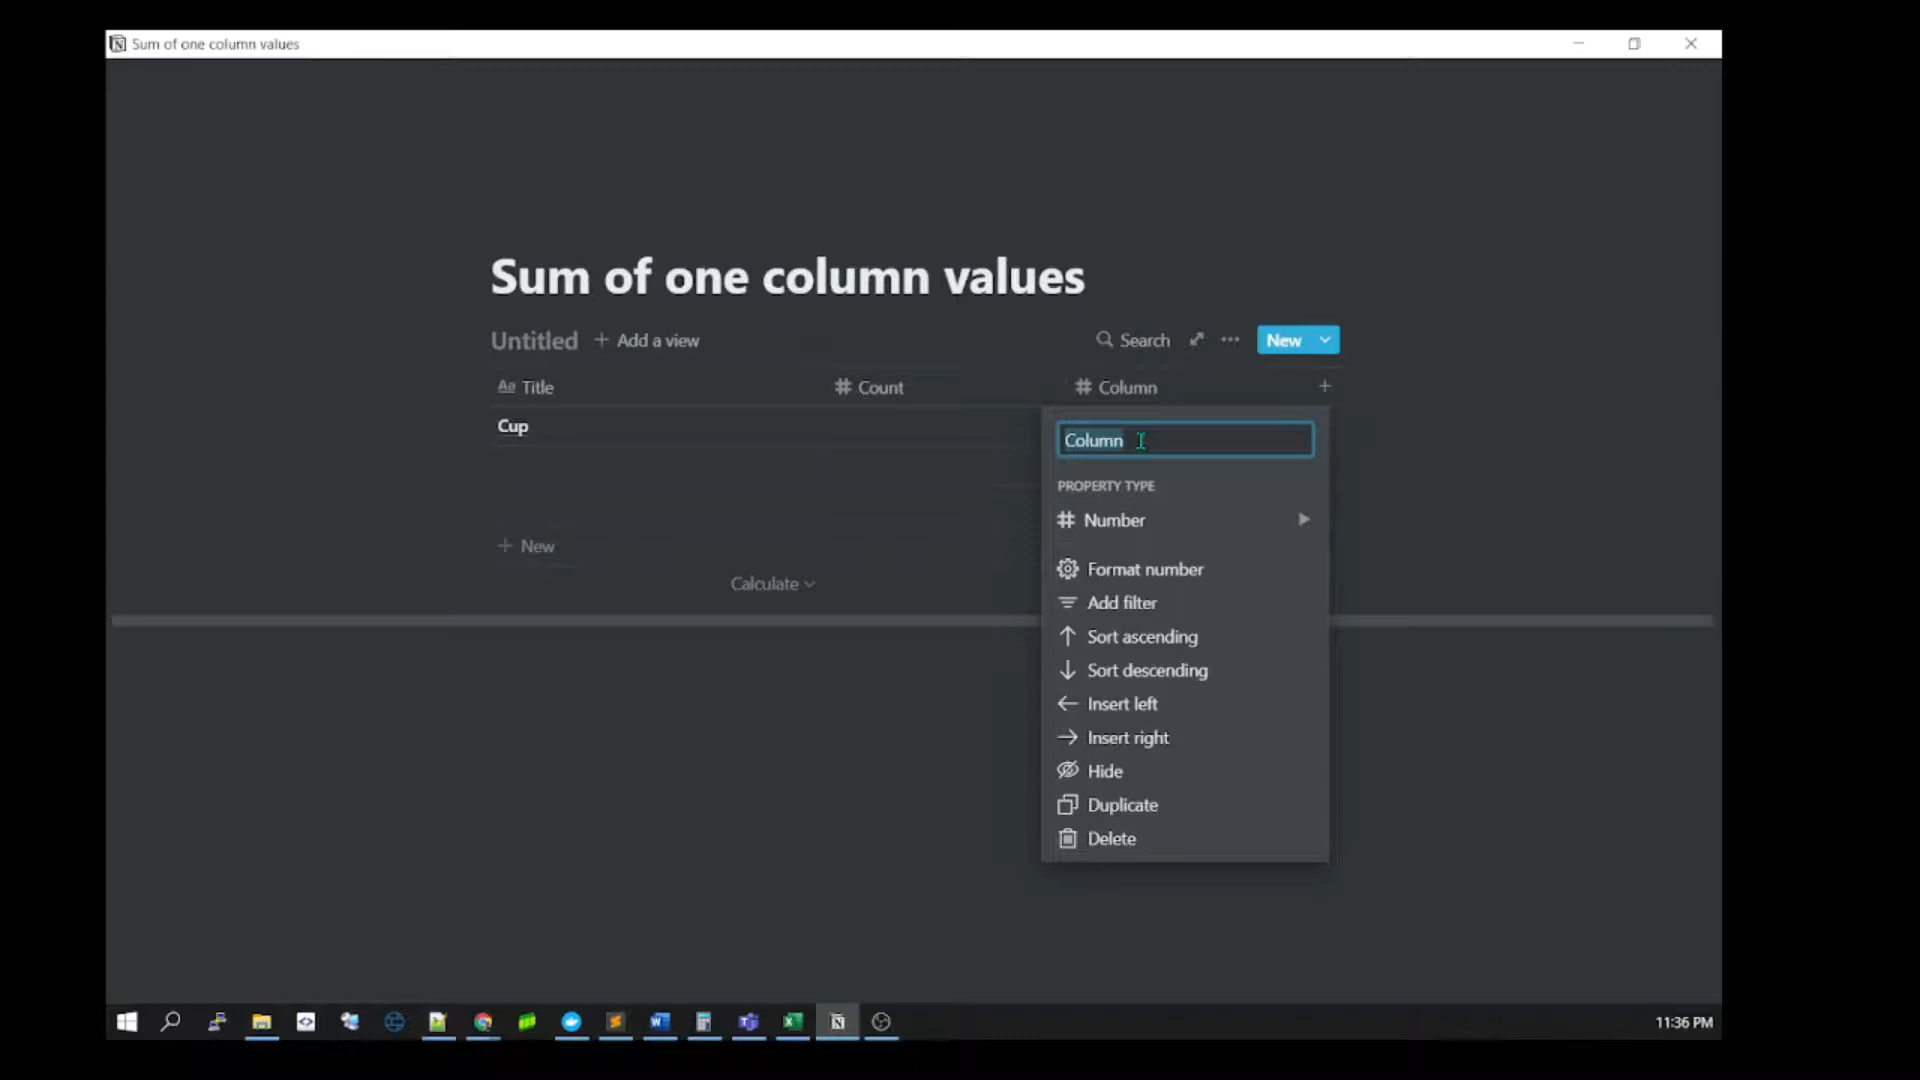 Sum of one column values
Sum of one column values
Untitled + Add a view Search ... New
Aa Title # Count # Column +
Cup
Column
PROPERTY TYPE
# Number
+ New
Format number
Calculate
Add filter
Sort ascending
Sort descending
Insert left
Insert right
Hide
Duplicate
Delete
11:36 PM